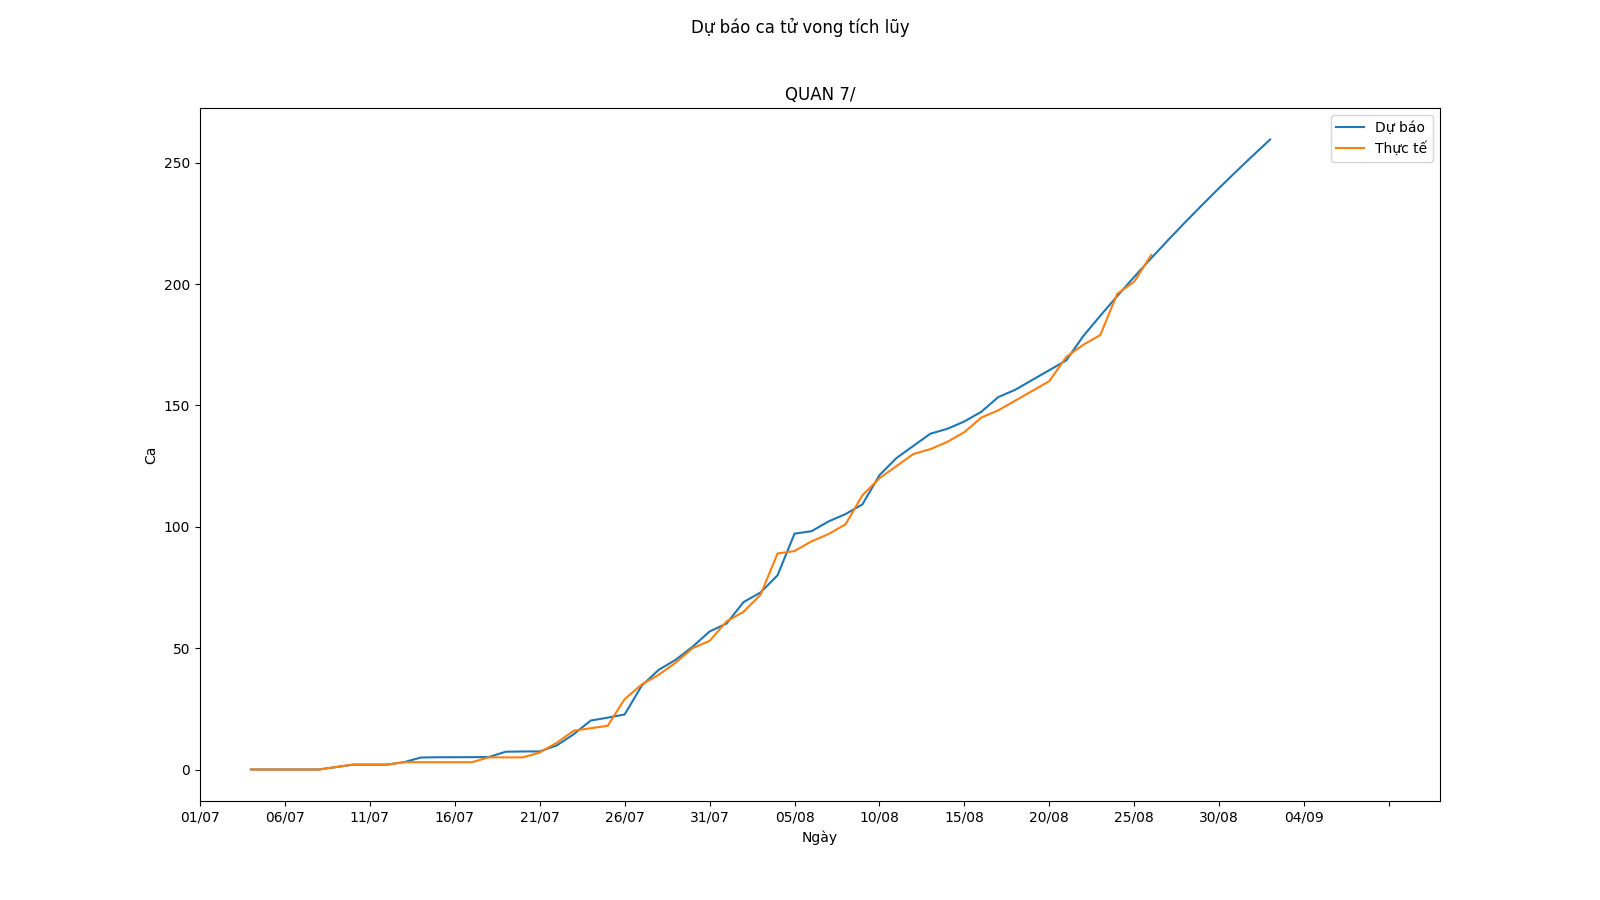 Dự báo ca tử vong tích lũy
QUAN 7/
Dự báo
Thực tế
250
200
150
100
50
0
Ca
01/07 06/07 11/07 16/07 21/07 26/07 31/07 05/08 10/08 15/08 20/08 25/08 30/08 04/09
Ngày